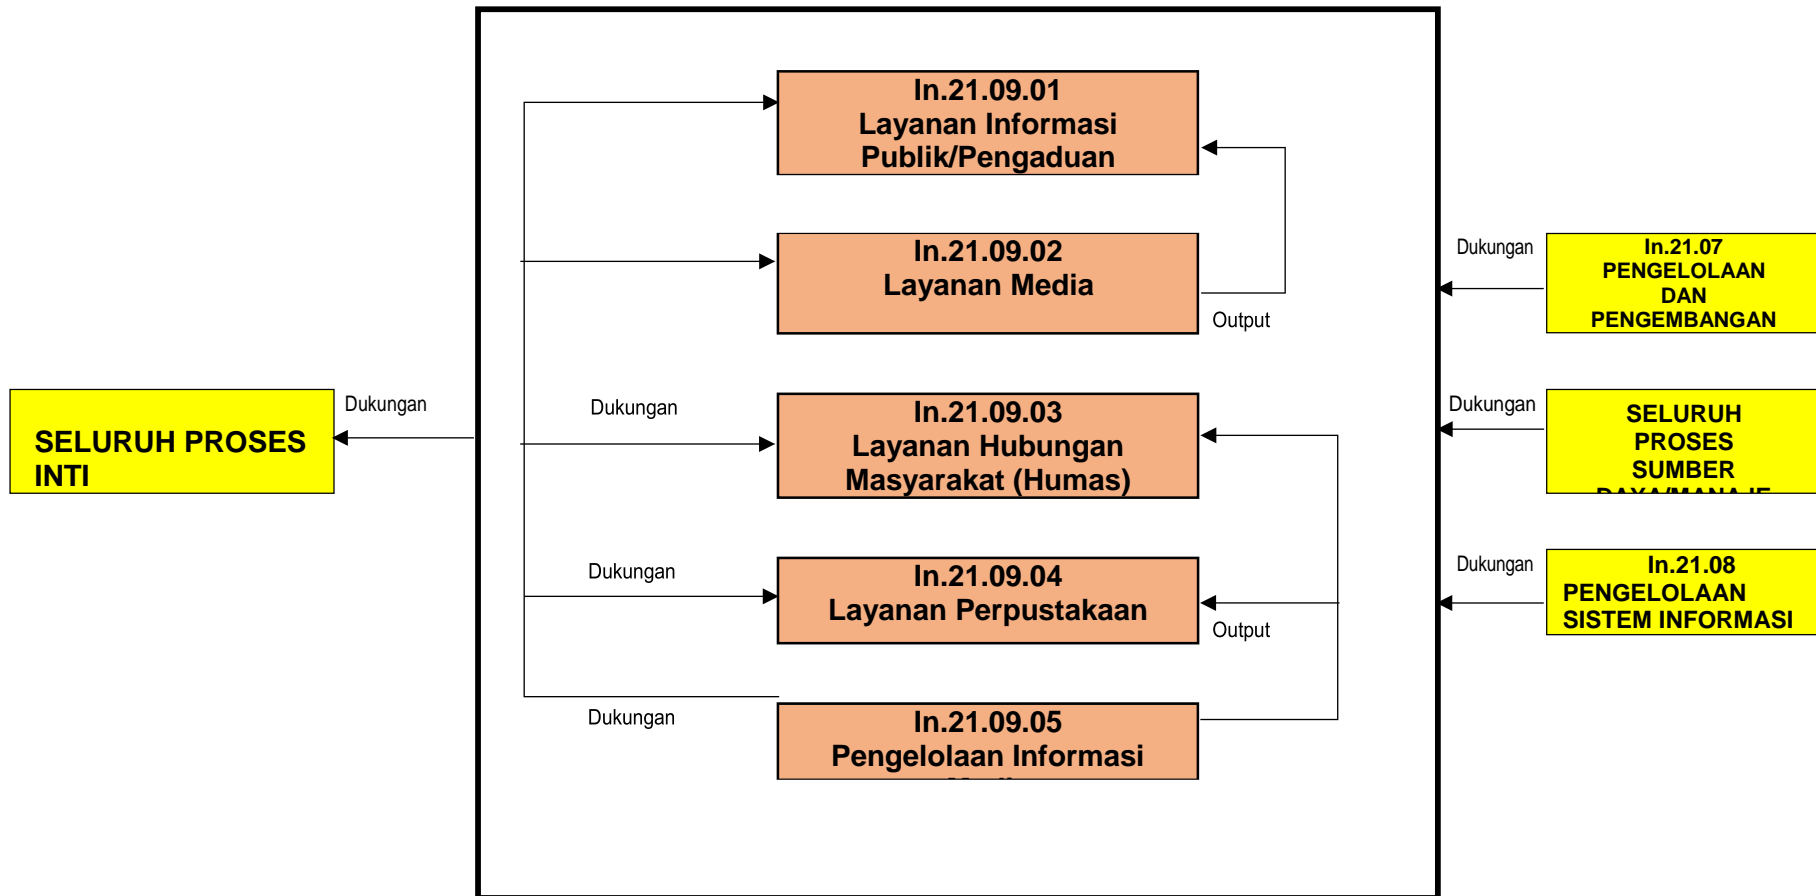 In.21.09.01
Layanan Informasi
Publik/Pengaduan
In.21.09.02
Layanan Media
Output
Dukungan
In.21.07
PENGELOLAAN
DAN
PENGEMBANGAN
SELURUH PROSES
INTI
Dukungan
Dukungan
In.21.09.03
Layanan Hubungan
Masyarakat (Humas)
Dukungan
SELURUH
PROSES
SUMBER
Dukungan
In.21.09.04
Layanan Perpustakaan
Output
Dukungan
In.21.08
PENGELOLAAN
SISTEM INFORMASI
Dukungan
In.21.09.05
Pengelolaan Informasi